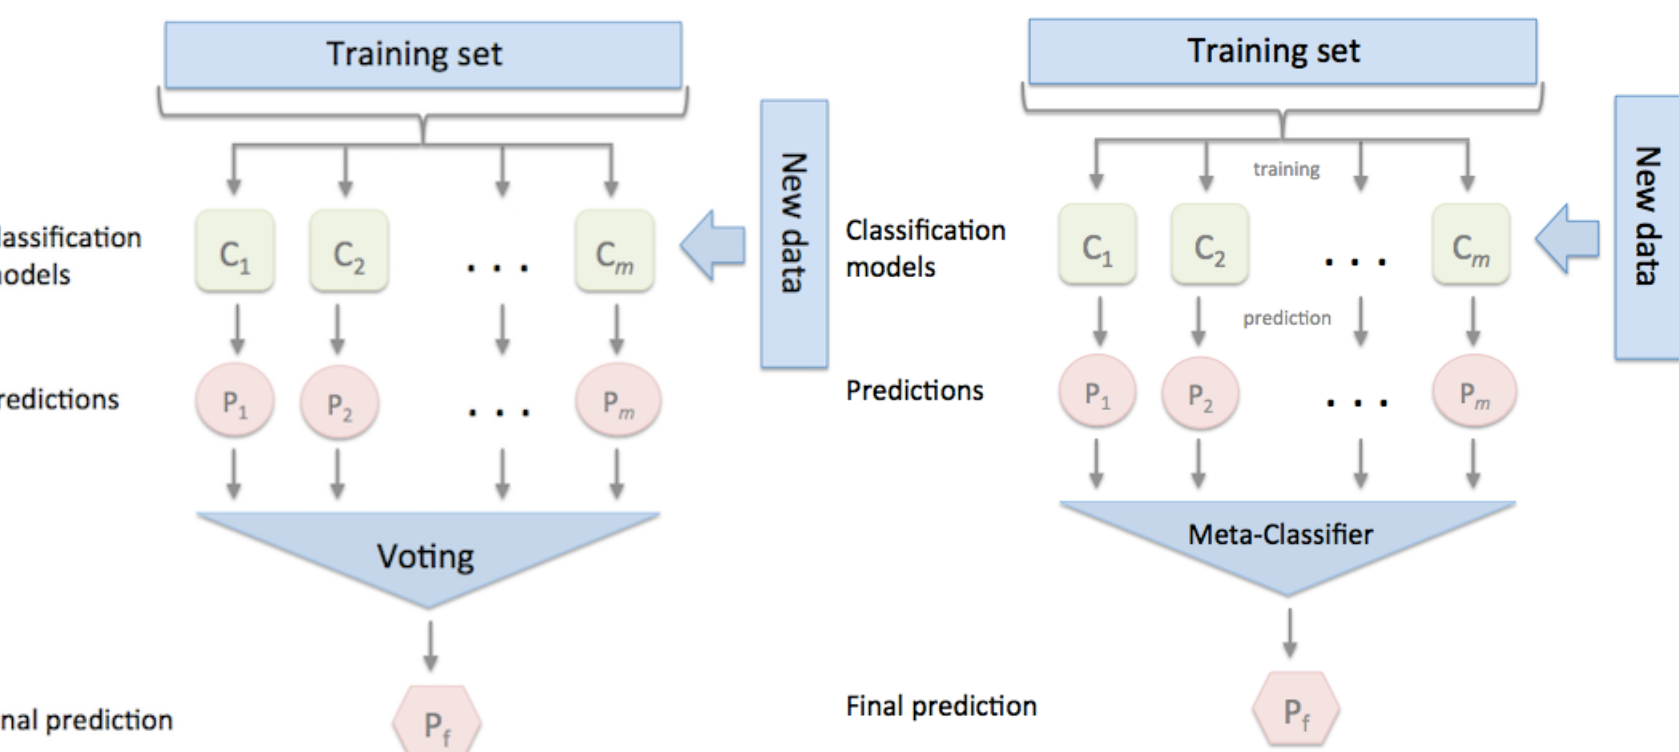 Training set
New data
lassification
odels
C1
C2
. . .
Cm
redictions
P1
P2
. . .
Pm
Voting
nal prediction
Pf
Training set
New data
training
Classification
models
C1
C2
. . .
Cm
prediction
Predictions
P1
P2
. . .
Pm
Meta-Classifier
Final prediction
Pf